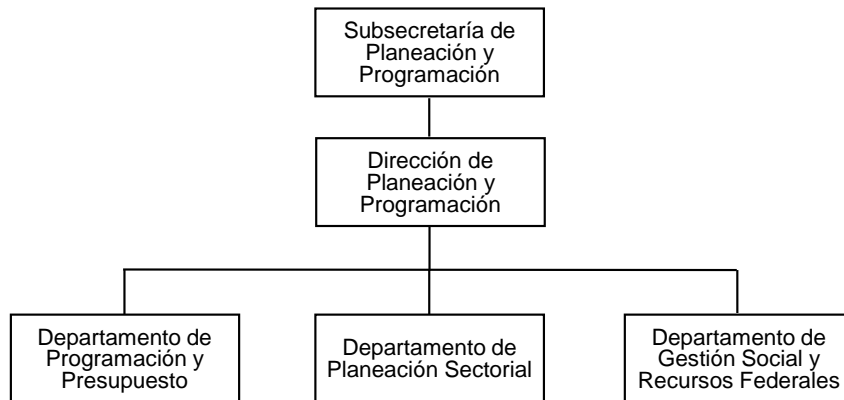 Subsecretaría de
Planeación y
Programación
Dirección de
Planeación y
Programación
Departamento de
Programación y
Presupuesto
Departamento de
Planeación Sectorial
Departamento de
Gestión Social y
Recursos Federales